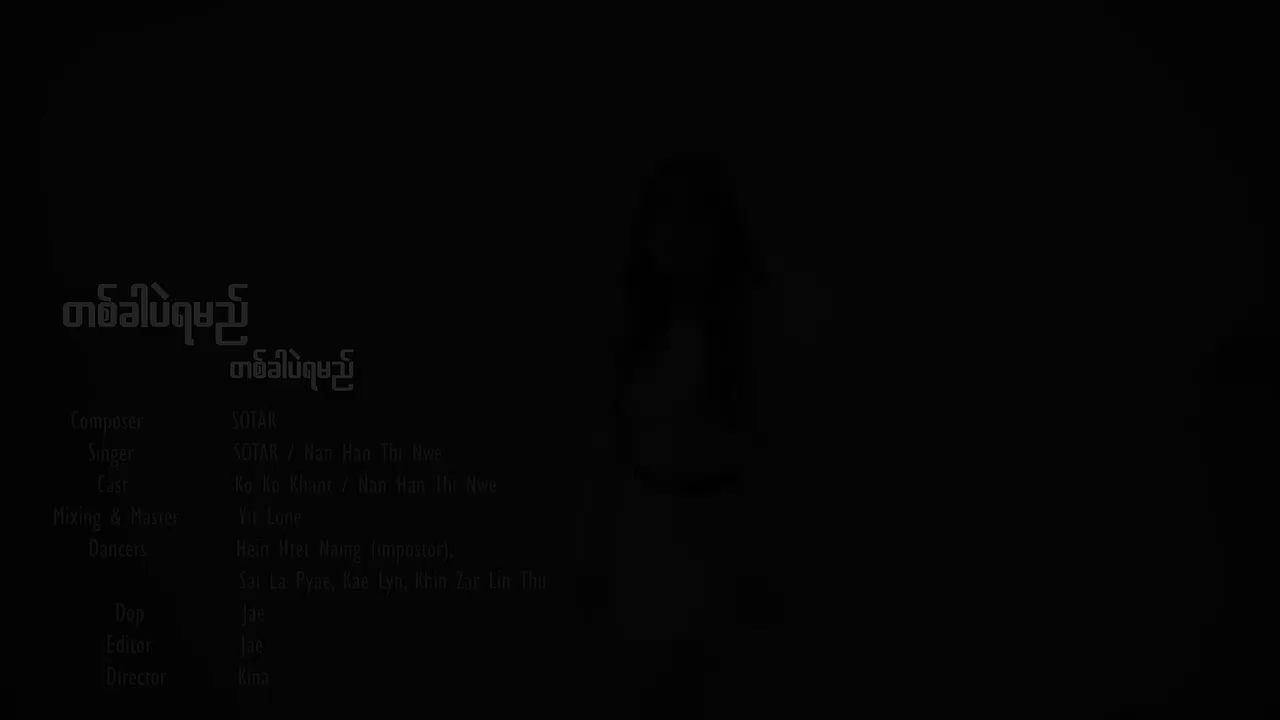 တစ်ခါပဲရမည်
တစ်ခါပဲရမည်
Composer SOTAR
Singer SOTAR / Nan Han Thi Nwe
Cast Ko Ko Khant / Nan Han Thi Nwe
Mixing & Master Yit Lone
Dancers Hein Htet Naing (impostor),
Sai La Pyae, Kae Lyn, Khin Zar Lin Thu
Dop Jae
Editor Jae
Director Kina